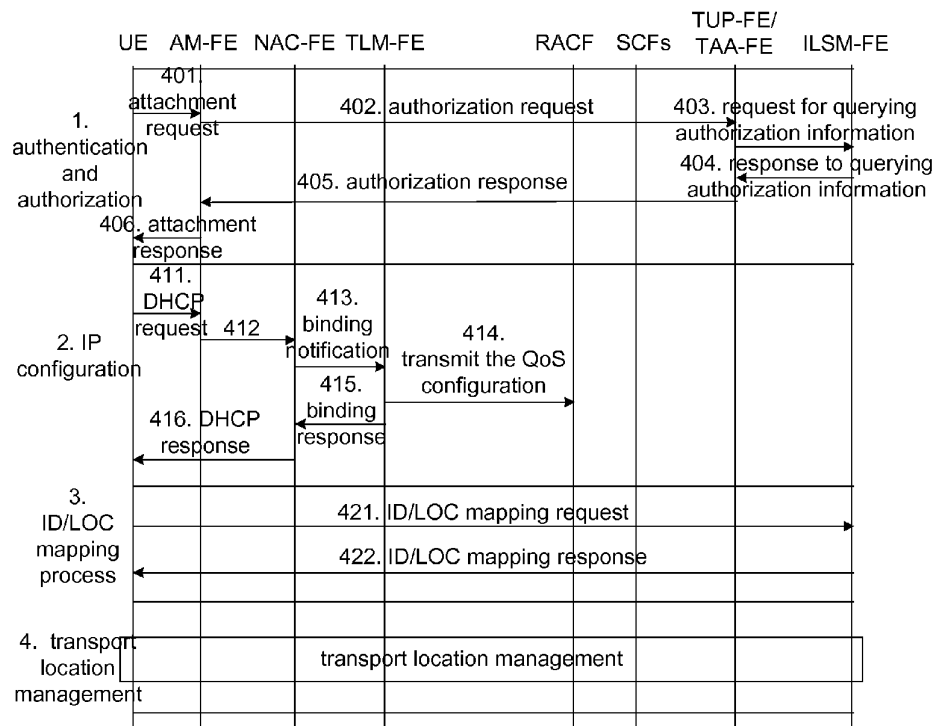 TUP-FE/
UE AM-FE NAC-FE TLM-FE RACF SCFs TAA-FE ILSM-FE
1.
authentication
and
authorization
401.
attachment
request
402. authorization request
403. request for querying
authorization information
404. response to querying
authorization information
405. authorization response
406. attachment
response
2. IP
configuration
411.
DHCP
request
412
413.
binding
notification
414.
transmit the QoS
configuration
415.
binding
response
416. DHCP
response
3.
ID/LOC
mapping
process
421. ID/LOC mapping request
422. ID/LOC mapping response
4. transport
location
management
transport location management